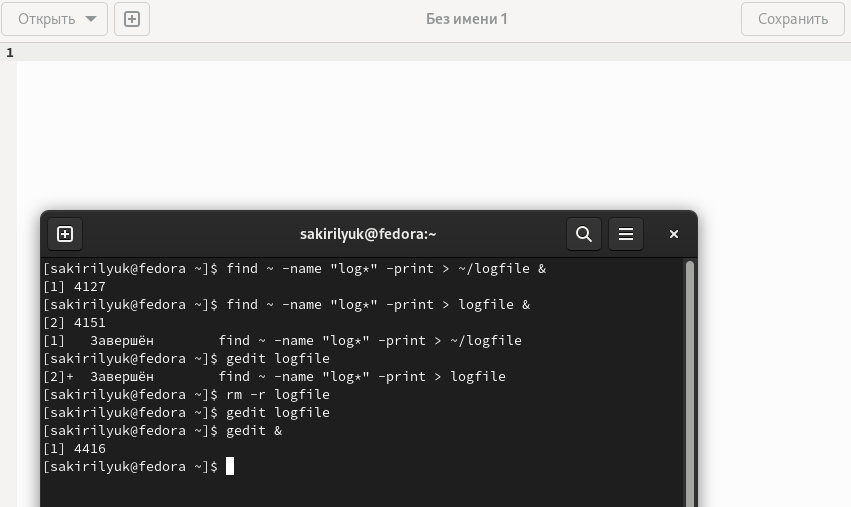 Открыть
Без имени 1
Сохранить
1
sakirilyuk@fedora:~
[sakirilyuk@fedora ~]$ find ~ -name "log*" -print > ~/logfile &
[1] 4127
[sakirilyuk@fedora ~]$ find ~ -name "log*" -print > logfile &
[2] 4151
[1]   Завершён        find ~ -name "log*" -print > ~/logfile
[sakirilyuk@fedora ~]$ gedit logfile
[2]+  Завершён        find ~ -name "log*" -print > logfile
[sakirilyuk@fedora ~]$ rm -r logfile
[sakirilyuk@fedora ~]$ gedit logfile
[sakirilyuk@fedora ~]$ gedit &
[1] 4416
[sakirilyuk@fedora ~]$